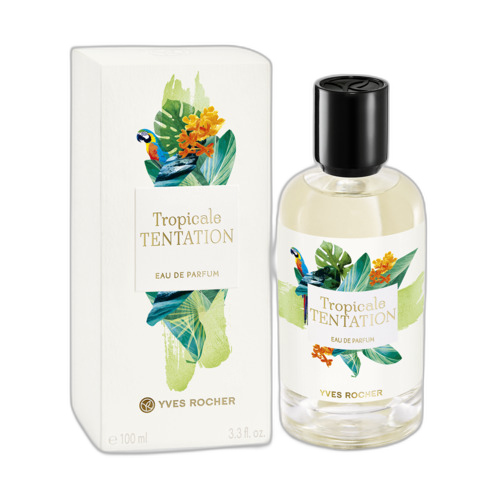 Tropicale
TENTATION
EAU DE PARFUM
YVES ROCHER
℮ 100 ml
3.3 fl. oz.
Tropicale
TENTATION
EAU DE PARFUM
YVES ROCHER